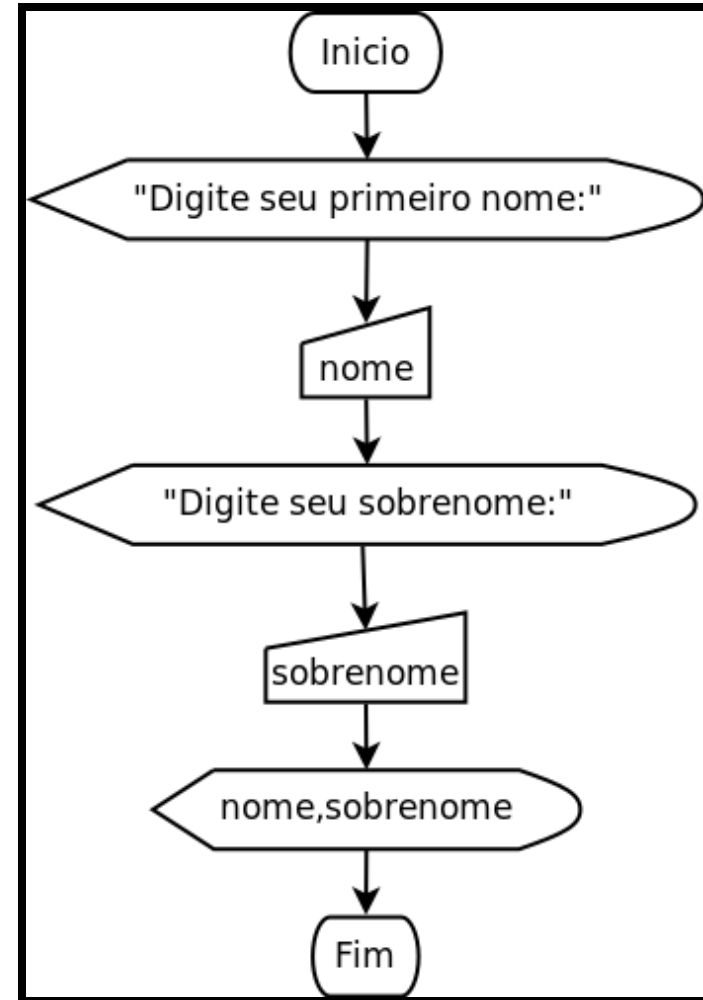 Inicio
"Digite seu primeiro nome:"
nome
"Digite seu sobrenome:"
sobrenome
nome,sobrenome
Fim